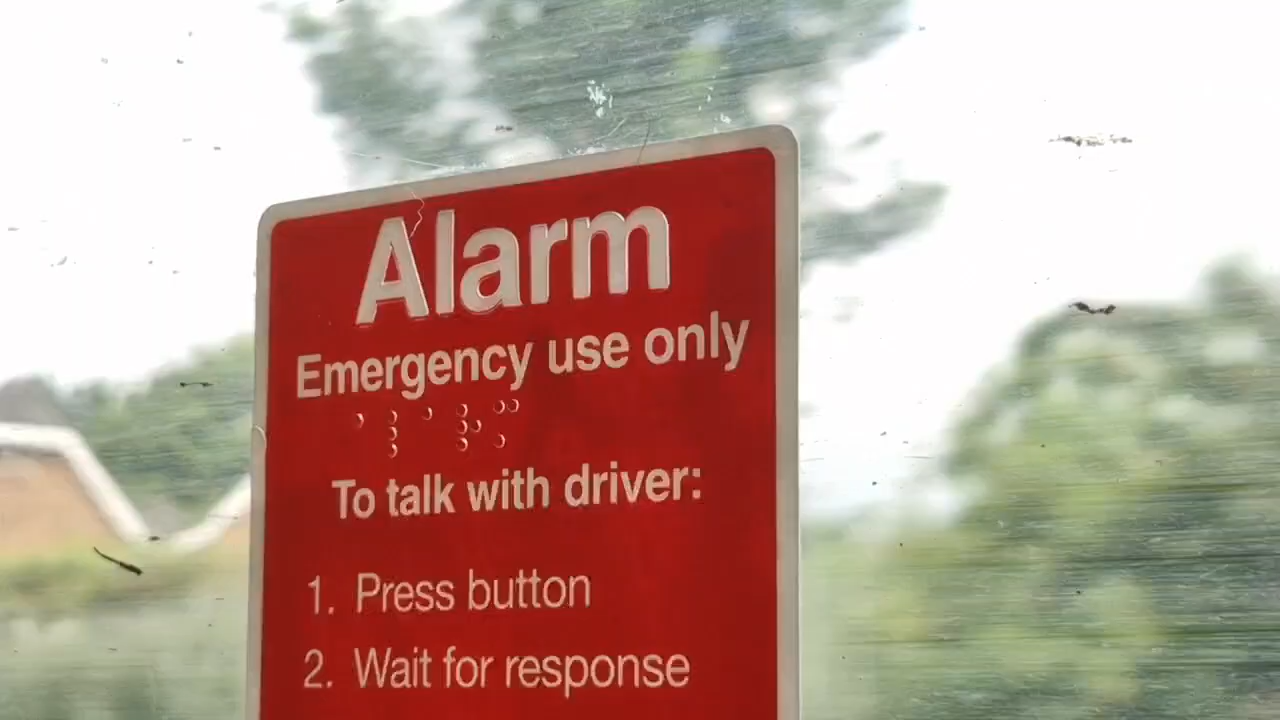 Alarm
Emergency use only
⠁⠇⠁⠗⠍
To talk with driver:
1. Press button
2. Wait for response